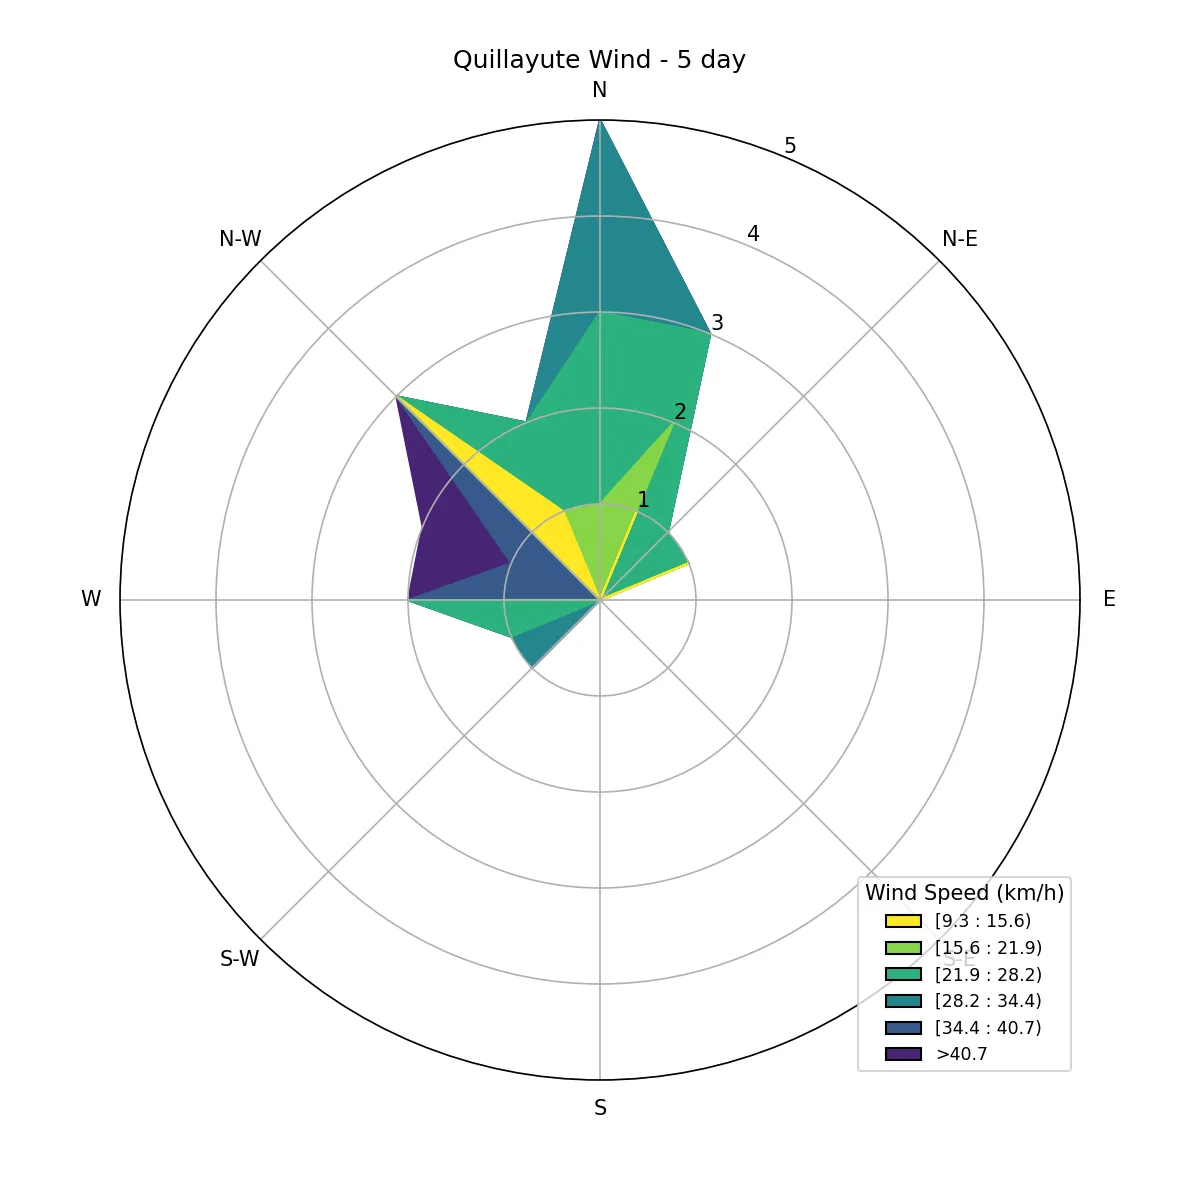 Quillayute Wind - 5 day
N
5
N-W
4
N-E
3
2
1
W
E
Wind Speed (km/h)
[9.3 : 15.6)
[15.6 : 21.9)
S-W
S-E
[21.9 : 28.2)
[28.2 : 34.4)
[34.4 : 40.7)
>40.7
S